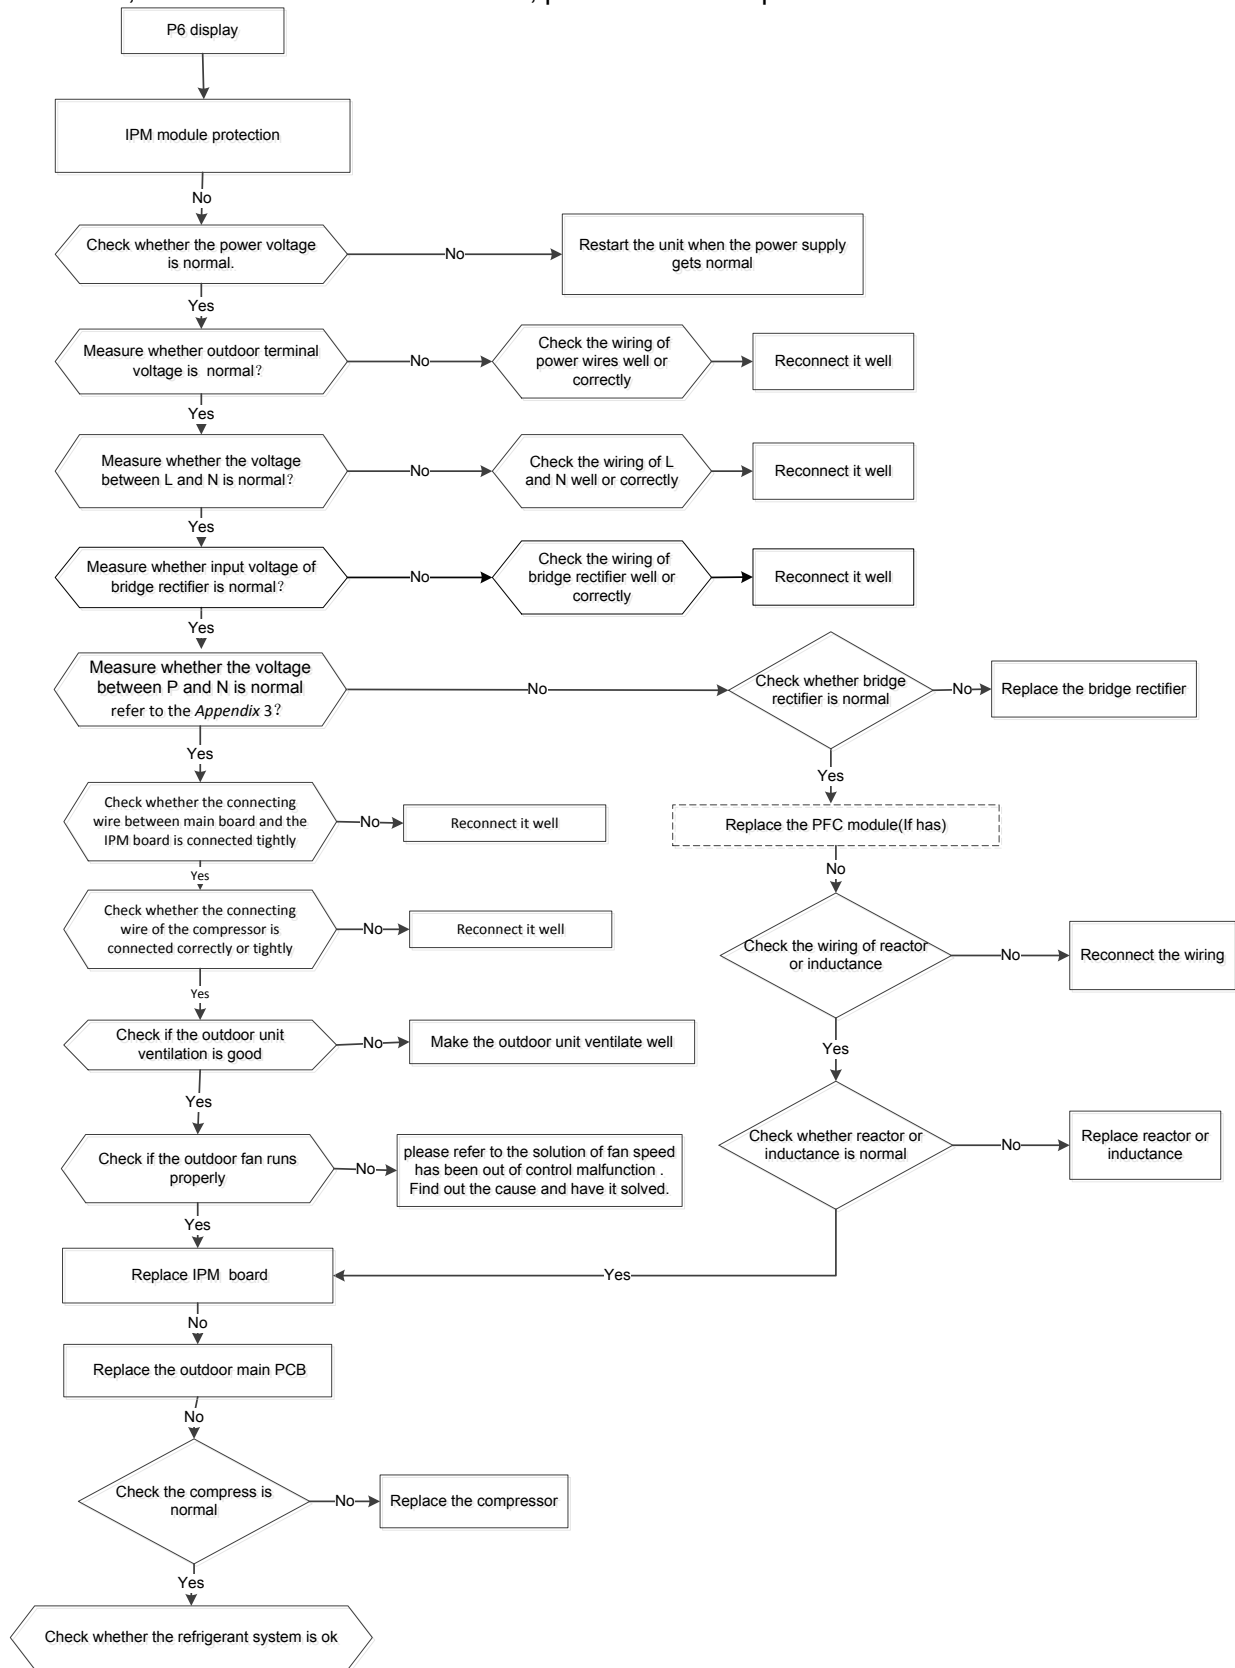 P6 display
IPM module protection
No
Check whether the power voltage
is normal.
No
Restart the unit when the power supply
gets normal
Yes
Measure whether outdoor terminal
voltage is normal?
No
Check the wiring of
power wires well or
correctly
Reconnect it well
Yes
Measure whether the voltage
between L and N is normal?
No
Check the wiring of L
and N well or correctly
Reconnect it well
Yes
Measure whether input voltage of
bridge rectifier is normal?
No
Check the wiring of
bridge rectifier well or
correctly
Reconnect it well
Yes
Measure whether the voltage
between P and N is normal
refer to the Appendix 3?
No
Check whether bridge
rectifier is normal
No
Replace the bridge rectifier
Yes
Yes
Check whether the connecting
wire between main board and the
IPM board is connected tightly
No
Reconnect it well
Replace the PFC module(If has)
No
Yes
Check whether the connecting
wire of the compressor is
connected correctly or tightly
No
Reconnect it well
Check the wiring of reactor
or inductance
No
Reconnect the wiring
Yes
Check if the outdoor unit
ventilation is good
No
Make the outdoor unit ventilate well
Yes
Yes
Check if the outdoor fan runs
properly
No
please refer to the solution of fan speed
has been out of control malfunction .
Find out the cause and have it solved.
Check whether reactor or
inductance is normal
No
Replace reactor or
inductance
Yes
Replace IPM board
Yes
No
Replace the outdoor main PCB
No
Check the compress is
normal
No
Replace the compressor
Yes
Check whether the refrigerant system is ok